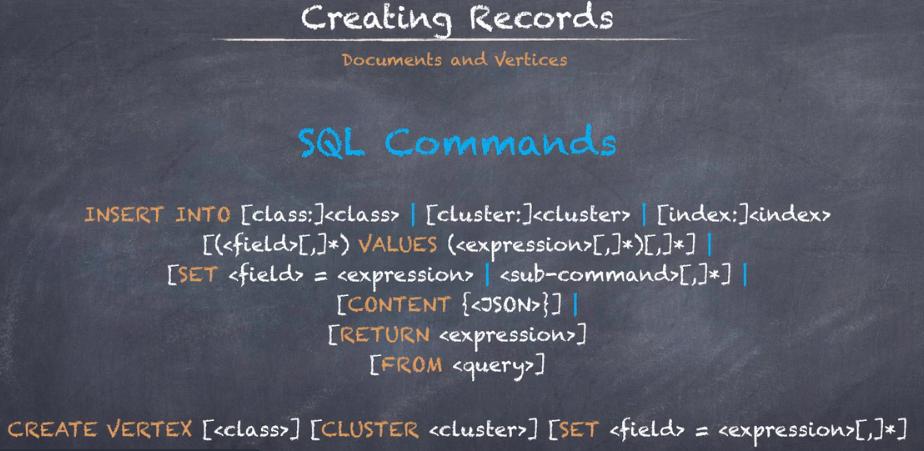 Creating Records
Documents and Vertices
SQL Commands
INSERT INTO [class:]<class> | [cluster:]<cluster> | [index:]<index>
[(<field>[,]*) VALUES (<expression>[,]*)[,]*] |
[SET <field> = <expression> | <sub-command>[,]*] |
[CONTENT {<JSON>}] |
[RETURN <expression>]
[FROM <query>]
CREATE VERTEX [<class>] [CLUSTER <cluster>] [SET <field> = <expression>[,]*]